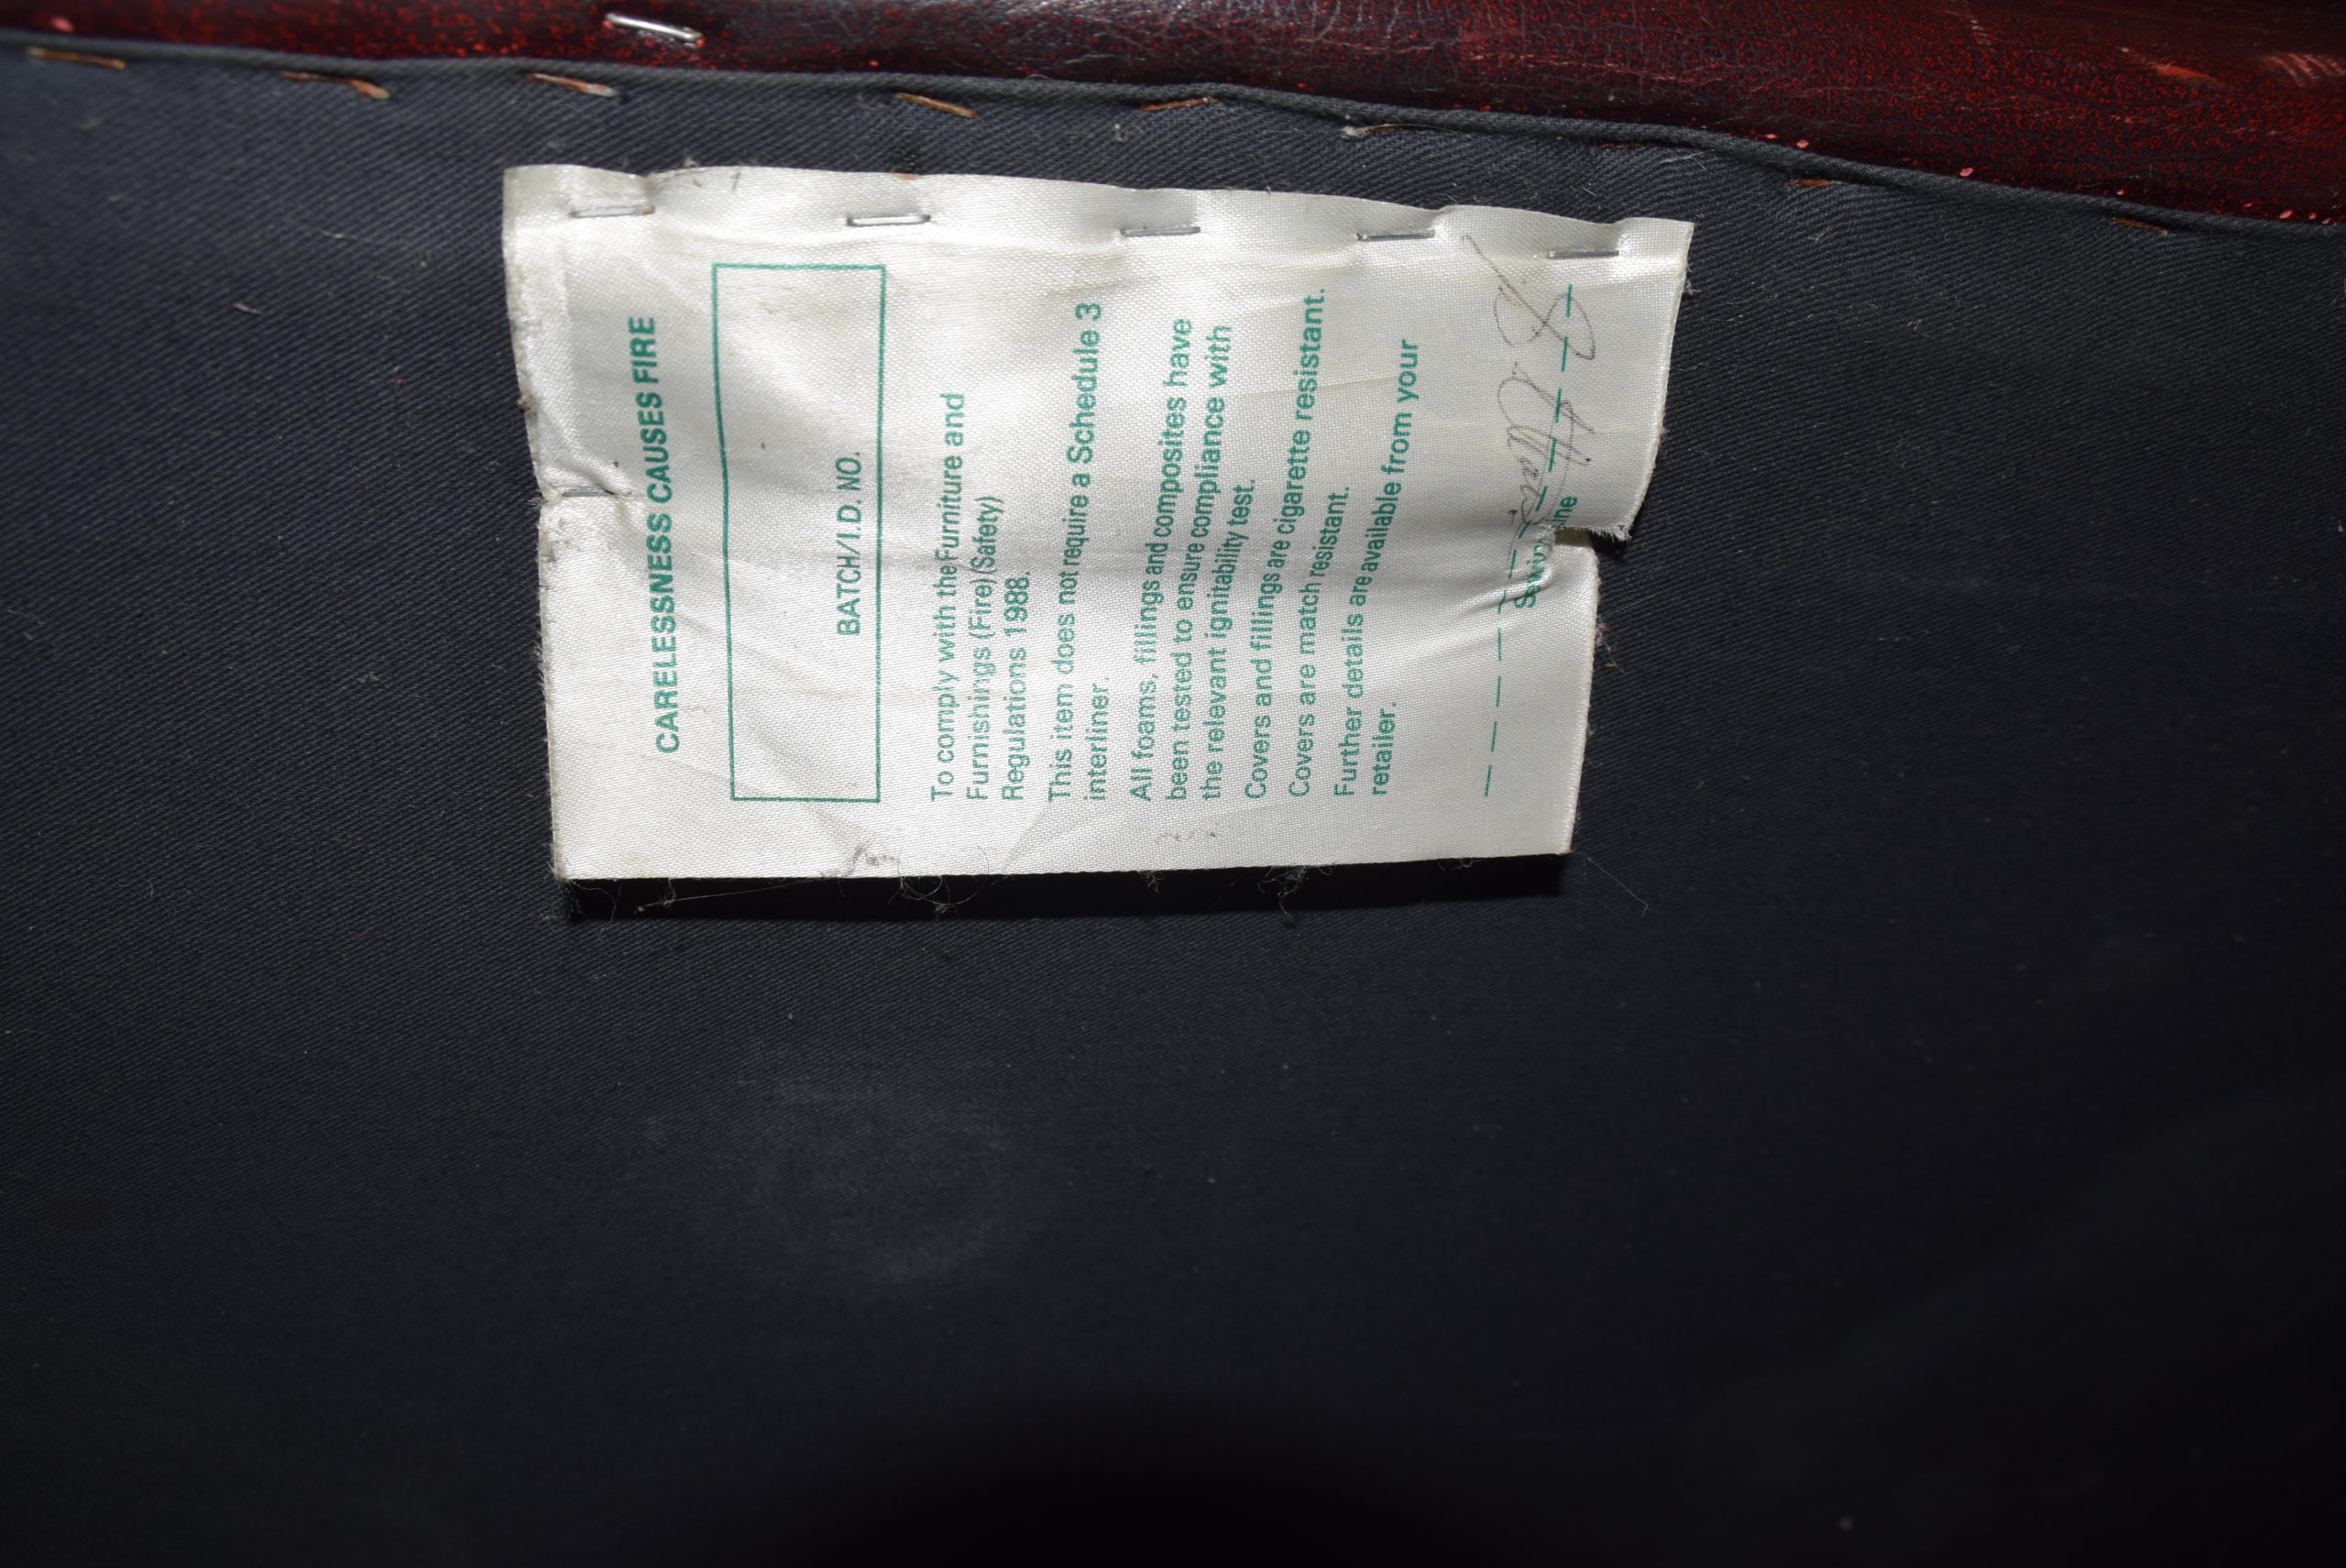 CARELESSNESS CAUSES FIRE
BATCH/I.D. NO.
To comply with the Furniture and
Furnishings (Fire) (Safety)
Regulations 1988.
This item does not require a Schedule 3
interliner.
All foams, fillings and composites have
been tested to ensure compliance with
the relevant ignitability test.
Covers and fillings are cigarette resistant.
Covers are match resistant.
Further details are available from your
retailer.